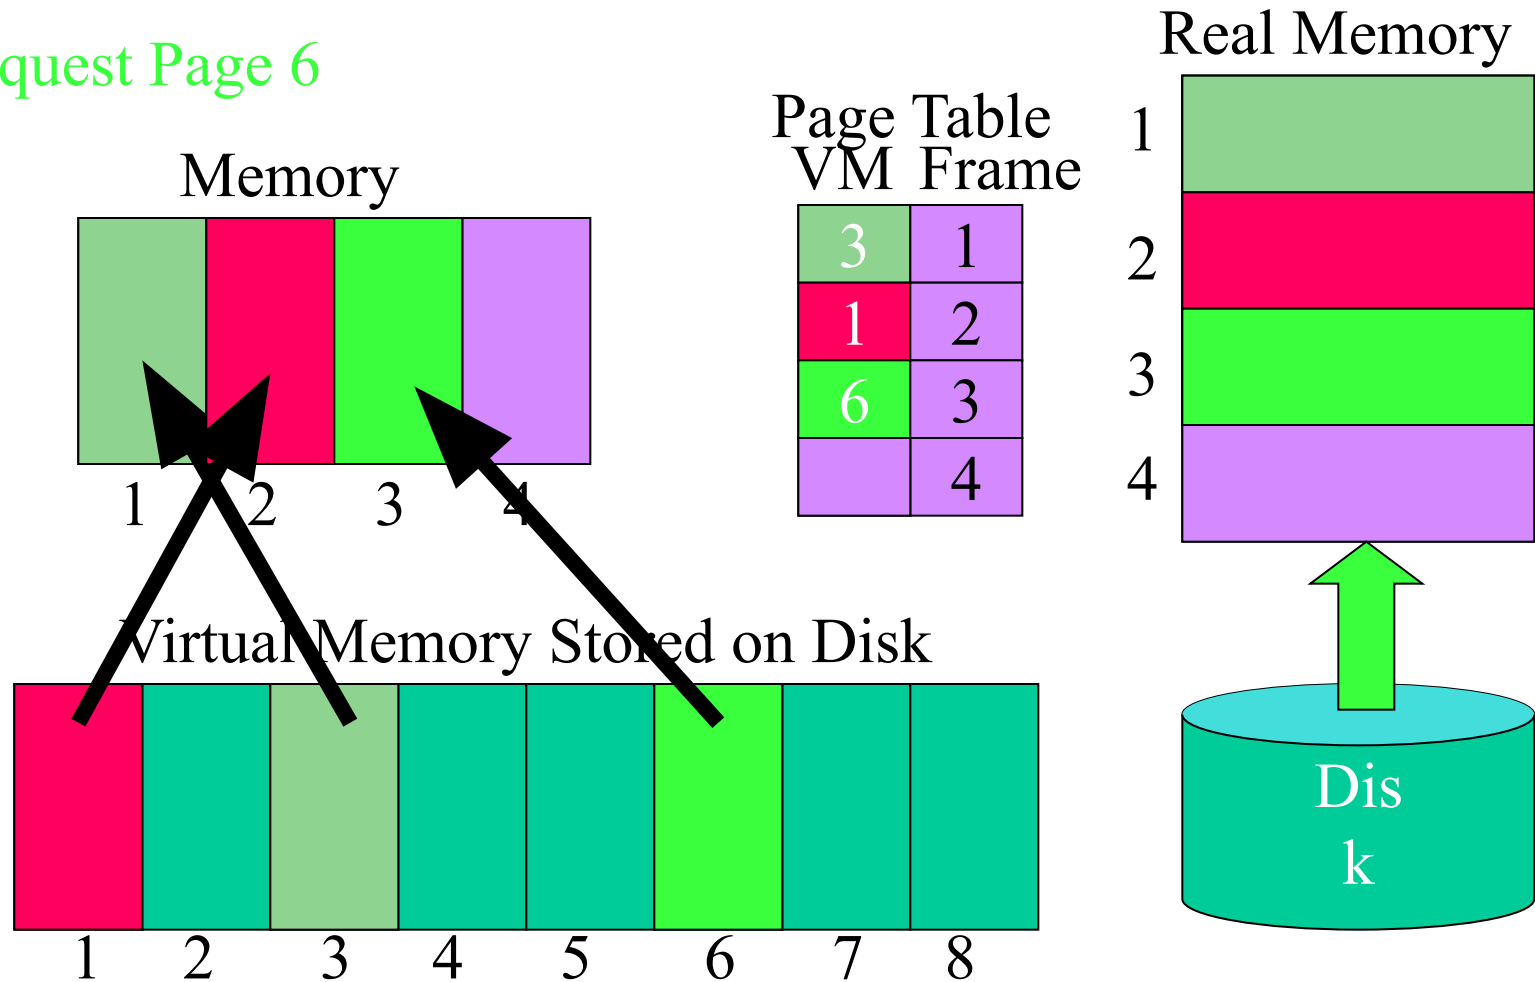 quest Page 6
Memory
1 2 3 4
Page Table
VM Frame
3 1
1 2
6 3
4
Real Memory
1
2
3
4
Virtual Memory Stored on Disk
1 2 3 4 5 6 7 8
Dis
k